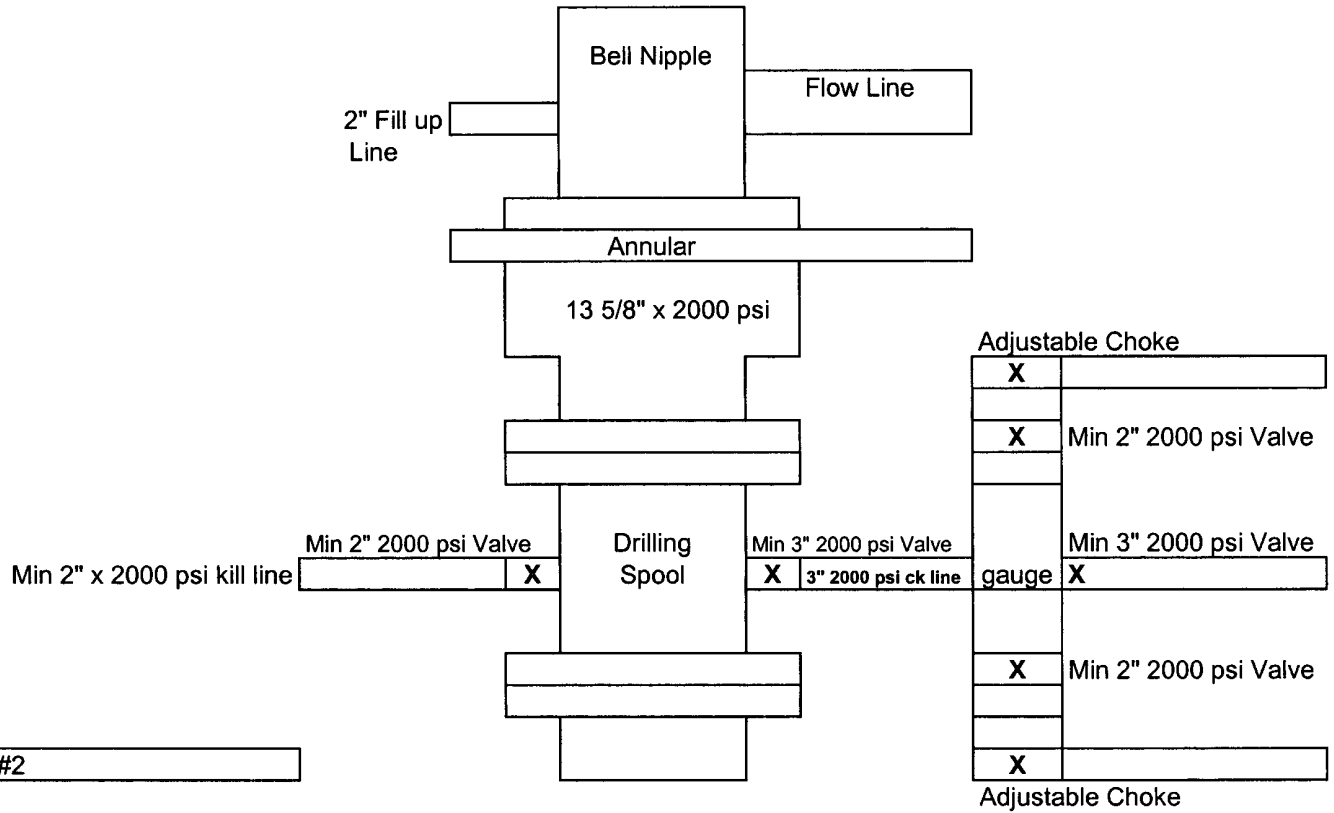 Bell Nipple
Flow Line
2" Fill up
Line
Annular
13 5/8" x 2000 psi
Adjustable Choke
X
X Min 2" 2000 psi Valve
Min 2" 2000 psi Valve
Drilling
Spool
Min 3" 2000 psi Valve
Min 3" 2000 psi Valve
Min 2" x 2000 psi kill line
X
X
3" 2000 psi ck line
gauge
X
X Min 2" 2000 psi Valve
#2
X
Adjustable Choke